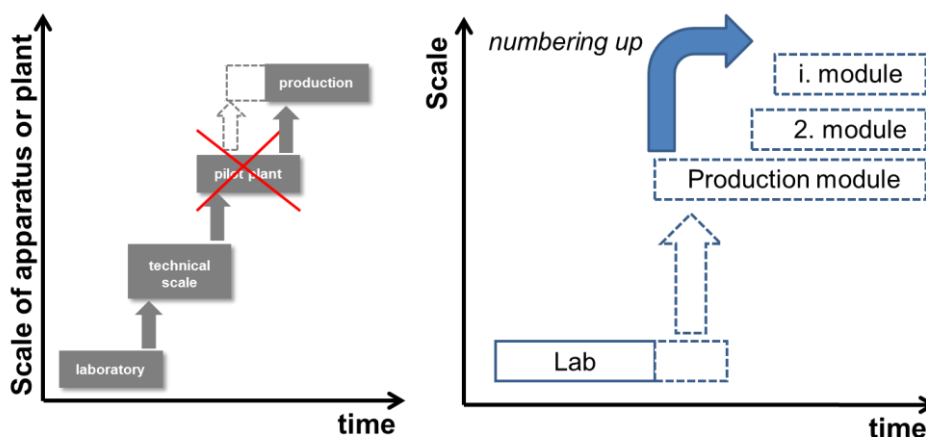 Scale of apparatus or plant
production
pilot plant
technical
scale
laboratory
time
Scale
numbering up
i. module
2. module
Production module
Lab
time